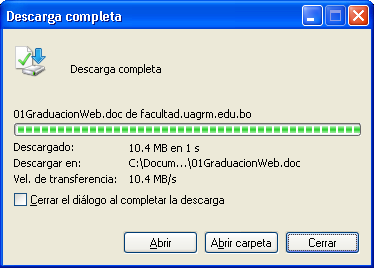 Descarga completa
Descarga completa
01GraduacionWeb.doc de facultad.uagrm.edu.bo
Descargado: 10.4 MB en 1 s
Descargar en: C:\Docum...\01GraduacionWeb.doc
Vel. de transferencia: 10.4 MB/s
Cerrar el diálogo al completar la descarga
Abrir Abrir carpeta Cerrar